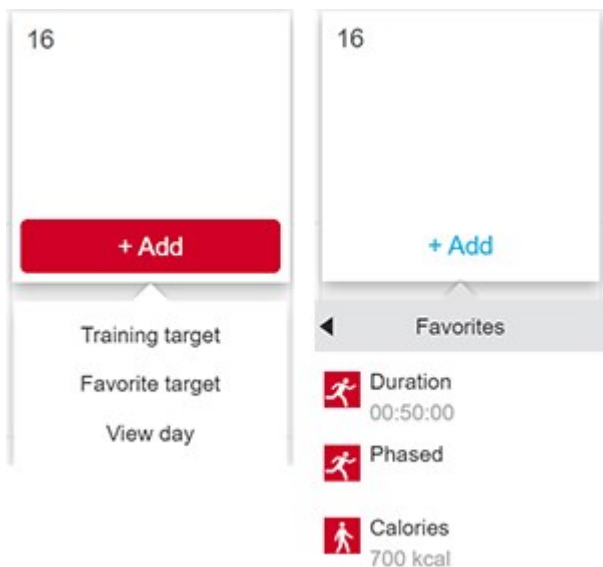 16
+ Add
Training target
Favorite target
View day
16
+ Add
Favorites
Duration
00:50:00
Phased
Calories
700 kcal